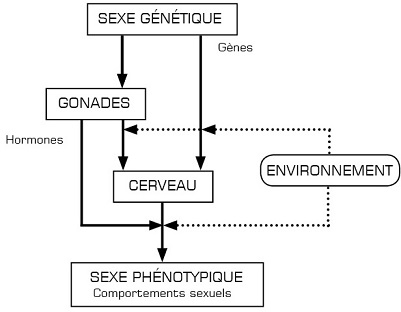 SEXE GÉNÉTIQUE
Gènes
GONADES
Hormones
ENVIRONNEMENT
CERVEAU
SEXE PHÉNOTYPIQUE
Comportements sexuels